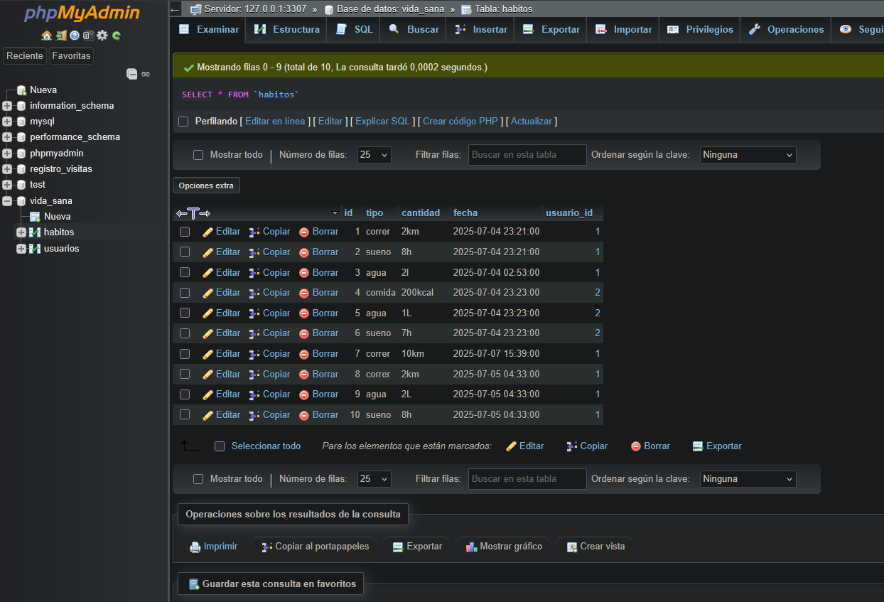 phpMyAdmin
Reciente Favoritas
Nueva
information_schema
mysql
performance_schema
phpmyadmin
registro_visitas
test
vida_sana
Nueva
habitos
usuarios
Servidor: 127.0.0.1:3307 » Base de datos: vida_sana » Tabla: habitos
Examinar Estructura SQL Buscar Insertar Exportar Importar Privilegios Operaciones Segui
Mostrando filas 0 - 9 (total de 10, La consulta tardó 0,0002 segundos.)
SELECT * FROM `habitos`
Perfilando [ Editar en línea ] [ Editar ] [ Explicar SQL ] [ Crear código PHP ] [ Actualizar ]
Mostrar todo | Número de filas: 25 Filtrar filas: Buscar en esta tabla Ordenar según la clave: Ninguna
Opciones extra
←T→ id tipo cantidad fecha usuario_id
Editar Copiar Borrar 1 correr 2km 2025-07-04 23:21:00 1
Editar Copiar Borrar 2 sueno 8h 2025-07-04 23:21:00 1
Editar Copiar Borrar 3 agua 2l 2025-07-04 02:53:00 1
Editar Copiar Borrar 4 comida 200kcal 2025-07-04 23:23:00 2
Editar Copiar Borrar 5 agua 1L 2025-07-04 23:23:00 2
Editar Copiar Borrar 6 sueno 7h 2025-07-04 23:23:00 2
Editar Copiar Borrar 7 correr 10km 2025-07-07 15:39:00 1
Editar Copiar Borrar 8 correr 2km 2025-07-05 04:33:00 1
Editar Copiar Borrar 9 agua 2L 2025-07-05 04:33:00 1
Editar Copiar Borrar 10 sueno 8h 2025-07-05 04:33:00 1
Seleccionar todo Para los elementos que están marcados: Editar Copiar Borrar Exportar
Mostrar todo | Número de filas: 25 Filtrar filas: Buscar en esta tabla Ordenar según la clave: Ninguna
Operaciones sobre los resultados de la consulta
Imprimir Copiar al portapapeles Exportar Mostrar gráfico Crear vista
Guardar esta consulta en favoritos